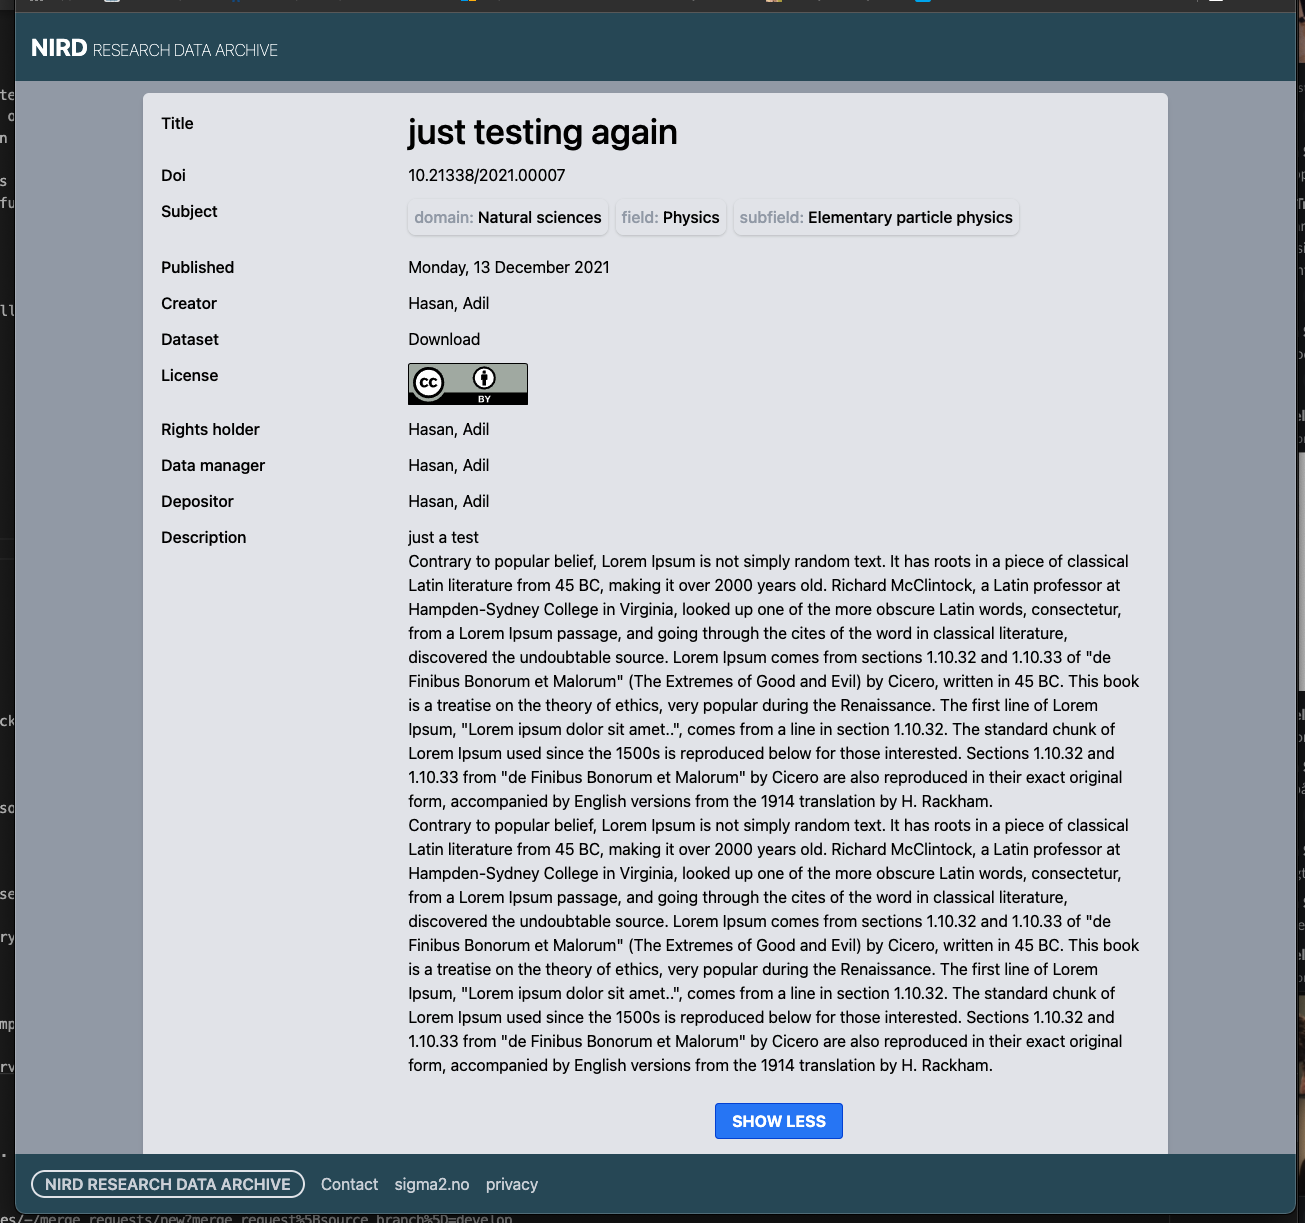 NIRD RESEARCH DATA ARCHIVE
Title just testing again
Doi 10.21338/2021.00007
Subject domain: Natural sciences field: Physics subfield: Elementary particle physics
Published Monday, 13 December 2021
Creator Hasan, Adil
Dataset Download
License cc BY
Rights holder Hasan, Adil
Data manager Hasan, Adil
Depositor Hasan, Adil
Description just a test
Contrary to popular belief, Lorem Ipsum is not simply random text. It has roots in a piece of classical
Latin literature from 45 BC, making it over 2000 years old. Richard McClintock, a Latin professor at
Hampden-Sydney College in Virginia, looked up one of the more obscure Latin words, consectetur,
from a Lorem Ipsum passage, and going through the cites of the word in classical literature,
discovered the undoubtable source. Lorem Ipsum comes from sections 1.10.32 and 1.10.33 of "de
Finibus Bonorum et Malorum" (The Extremes of Good and Evil) by Cicero, written in 45 BC. This book
is a treatise on the theory of ethics, very popular during the Renaissance. The first line of Lorem
Ipsum, "Lorem ipsum dolor sit amet..", comes from a line in section 1.10.32. The standard chunk of
Lorem Ipsum used since the 1500s is reproduced below for those interested. Sections 1.10.32 and
1.10.33 from "de Finibus Bonorum et Malorum" by Cicero are also reproduced in their exact original
form, accompanied by English versions from the 1914 translation by H. Rackham.
Contrary to popular belief, Lorem Ipsum is not simply random text. It has roots in a piece of classical
Latin literature from 45 BC, making it over 2000 years old. Richard McClintock, a Latin professor at
Hampden-Sydney College in Virginia, looked up one of the more obscure Latin words, consectetur,
from a Lorem Ipsum passage, and going through the cites of the word in classical literature,
discovered the undoubtable source. Lorem Ipsum comes from sections 1.10.32 and 1.10.33 of "de
Finibus Bonorum et Malorum" (The Extremes of Good and Evil) by Cicero, written in 45 BC. This book
is a treatise on the theory of ethics, very popular during the Renaissance. The first line of Lorem
Ipsum, "Lorem ipsum dolor sit amet..", comes from a line in section 1.10.32. The standard chunk of
Lorem Ipsum used since the 1500s is reproduced below for those interested. Sections 1.10.32 and
1.10.33 from "de Finibus Bonorum et Malorum" by Cicero are also reproduced in their exact original
form, accompanied by English versions from the 1914 translation by H. Rackham.
SHOW LESS
NIRD RESEARCH DATA ARCHIVE Contact sigma2.no privacy
es/-/merge_requests/new?merge_request%5Bsource_branch%5D=develop